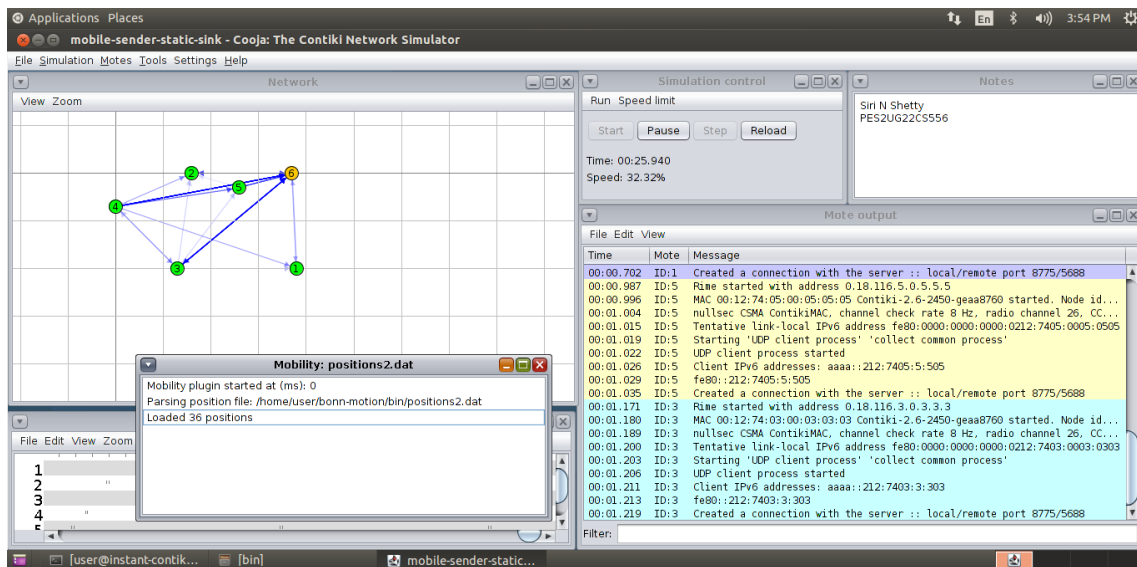 Applications Places
En
3:54 PM
mobile-sender-static-sink - Cooja: The Contiki Network Simulator
File Simulation Motes Tools Settings Help
Network
View Zoom
2
6
5
4
3
1
Simulation control
Run Speed limit
Start Pause Step Reload
Time: 00:25.940
Speed: 32.32%
Notes
Siri N Shetty
PES2UG22CS556
Mote output
File Edit View
Time Mote Message
00:00.702 ID:1 Created a connection with the server :: local/remote port 8775/5688
00:00.987 ID:5 Rime started with address 0.18.116.5.0.5.5.5
00:00.996 ID:5 MAC 00:12:74:05:00:05:05:05 Contiki-2.6-2450-geaa8760 started. Node id...
00:01.004 ID:5 nullsec CSMA ContikiMAC, channel check rate 8 Hz, radio channel 26, CC...
00:01.015 ID:5 Tentative link-local IPv6 address fe80:0000:0000:0000:0212:7405:0005:0505
00:01.019 ID:5 Starting 'UDP client process' 'collect common process'
00:01.022 ID:5 UDP client process started
00:01.026 ID:5 Client IPv6 addresses: aaaa::212:7405:5:505
00:01.029 ID:5 fe80::212:7405:5:505
00:01.035 ID:5 Created a connection with the server :: local/remote port 8775/5688
00:01.171 ID:3 Rime started with address 0.18.116.3.0.3.3.3
00:01.180 ID:3 MAC 00:12:74:03:00:03:03:03 Contiki-2.6-2450-geaa8760 started. Node id...
00:01.189 ID:3 nullsec CSMA ContikiMAC, channel check rate 8 Hz, radio channel 26, CC...
00:01.200 ID:3 Tentative link-local IPv6 address fe80:0000:0000:0000:0212:7403:0003:0303
00:01.203 ID:3 Starting 'UDP client process' 'collect common process'
00:01.206 ID:3 UDP client process started
00:01.211 ID:3 Client IPv6 addresses: aaaa::212:7403:3:303
00:01.213 ID:3 fe80::212:7403:3:303
00:01.219 ID:3 Created a connection with the server :: local/remote port 8775/5688
Filter:
Mobility: positions2.dat
Mobility plugin started at (ms): 0
Parsing position file: /home/user/bonn-motion/bin/positions2.dat
Loaded 36 positions
File Edit View Zoom
1
2
3
4
[user@instant-contik... [bin] mobile-sender-static...